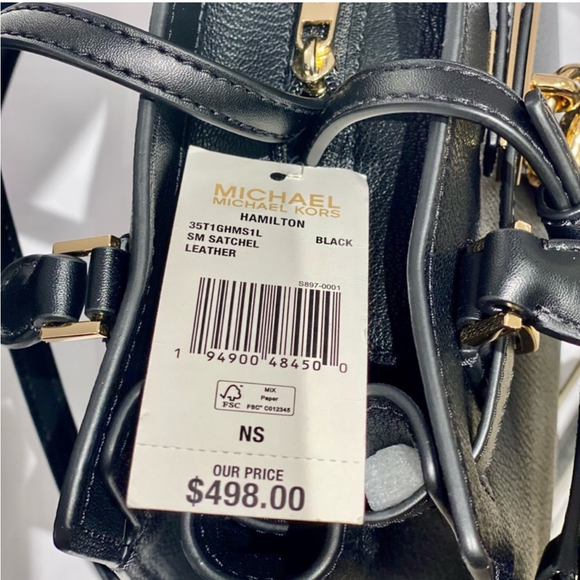 MICHAEL
MICHAEL KORS
HAMILTON
35T1GHMS1L
SM SATCHEL BLACK
LEATHER
S897-0001
1 94900 48450 0
FSC
MIX
Paper
FSC® C012345
NS
OUR PRICE
$498.00